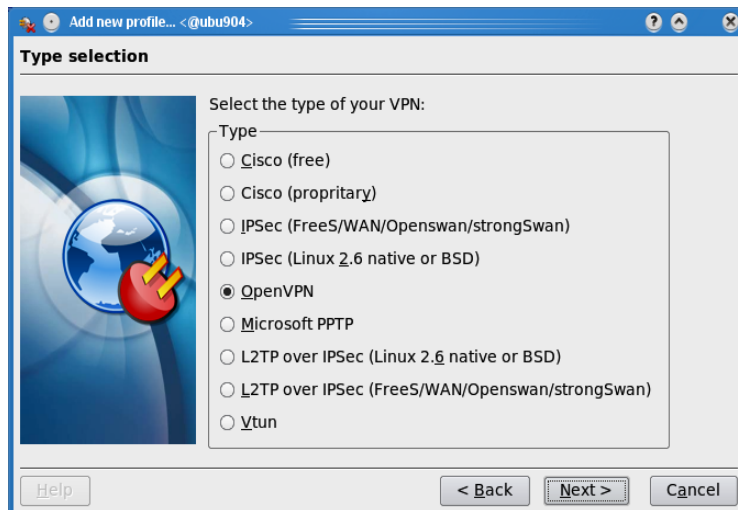 Add new profile... <@ubu904>
Type selection
Select the type of your VPN:
Type
Cisco (free)
Cisco (propritary)
IPSec (FreeS/WAN/Openswan/strongSwan)
IPSec (Linux 2.6 native or BSD)
OpenVPN
Microsoft PPTP
L2TP over IPSec (Linux 2.6 native or BSD)
L2TP over IPSec (FreeS/WAN/Openswan/strongSwan)
Vtun
Help < Back Next > Cancel